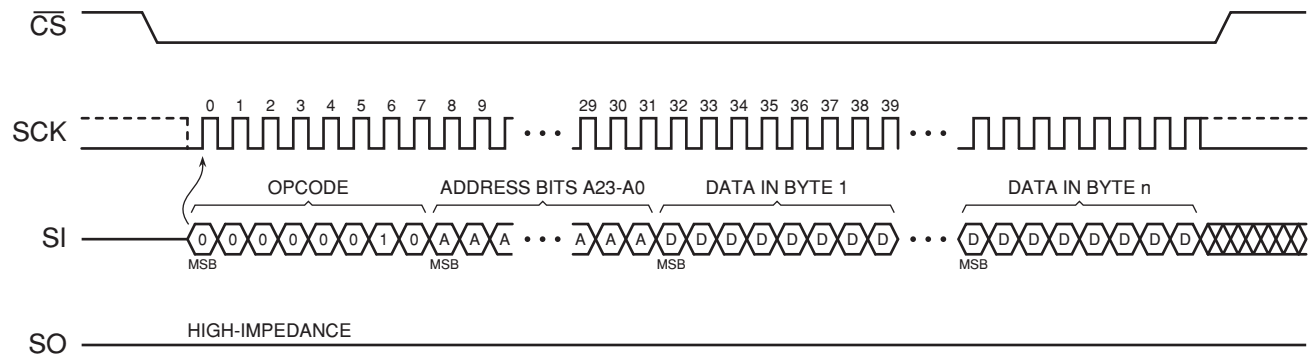 CS
SCK
0 1 2 3 4 5 6 7 8 9 29 30 31 32 33 34 35 36 37 38 39
OPCODE ADDRESS BITS A23-A0 DATA IN BYTE 1 DATA IN BYTE n
SI
0 0 0 0 0 0 1 0 A A A A A A D D D D D D D D D D D D D D D D
MSB MSB MSB MSB
HIGH-IMPEDANCE
SO